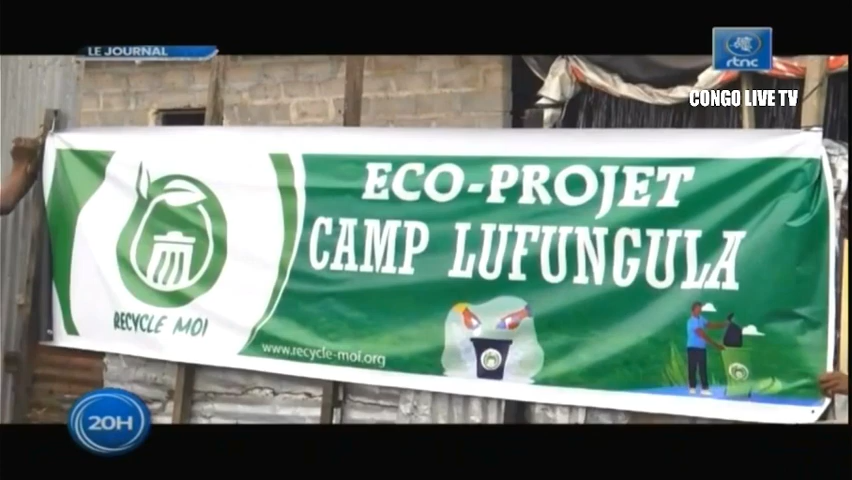 LE JOURNAL
rtnc
CONGO LIVE TV
ECO-PROJET
CAMP LUFUNGULA
RECYCLE MOI
www.recycle-moi.org
20H